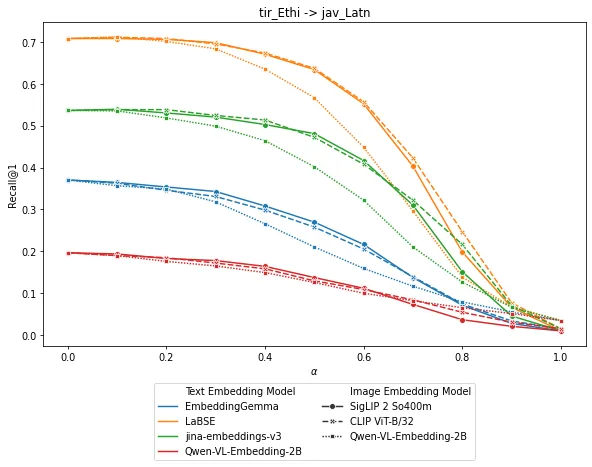 tir_Ethi -> jav_Latn
0.7
0.6
0.5
0.4
0.3
0.2
0.1
0.0
Recall@1
0.0 0.2 0.4 0.6 0.8 1.0
α
Text Embedding Model Image Embedding Model
EmbeddingGemma SigLIP 2 So400m
LaBSE CLIP ViT-B/32
jina-embeddings-v3 Qwen-VL-Embedding-2B
Qwen-VL-Embedding-2B